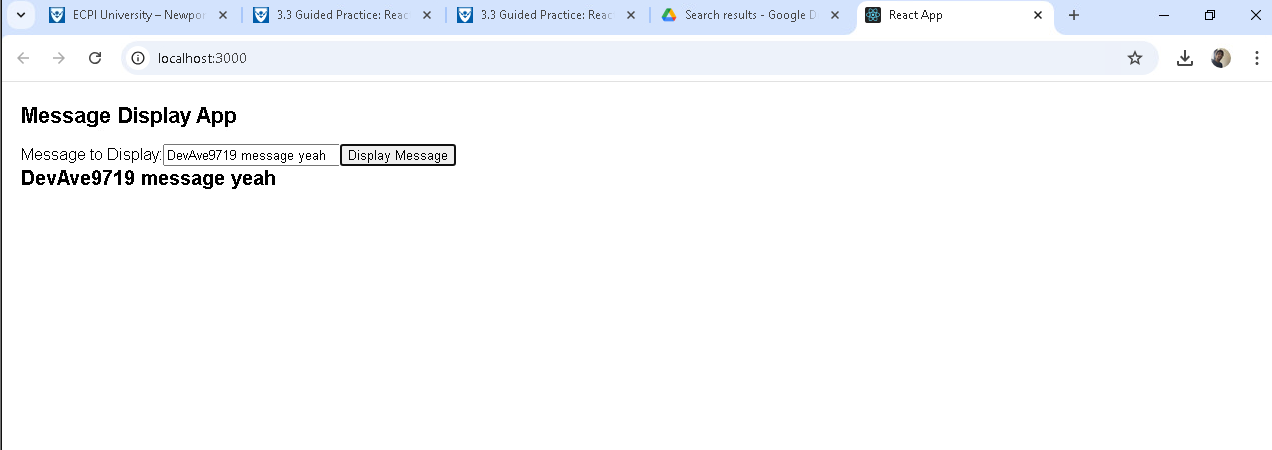 ECPI University – Newpor
3.3 Guided Practice: Reac
3.3 Guided Practice: Reac
Search results - Google D
React App
localhost:3000
Message Display App
Message to Display: DevAve9719 message yeah Display Message
DevAve9719 message yeah